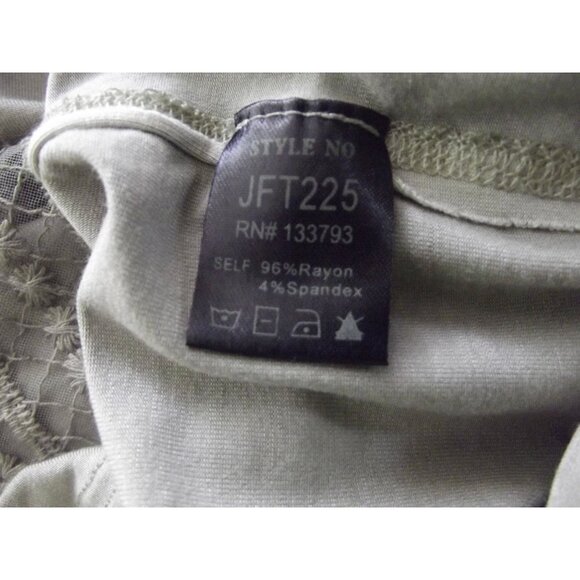 STYLE NO
JFT225
RN# 133793
SELF 96%Rayon
4%Spandex